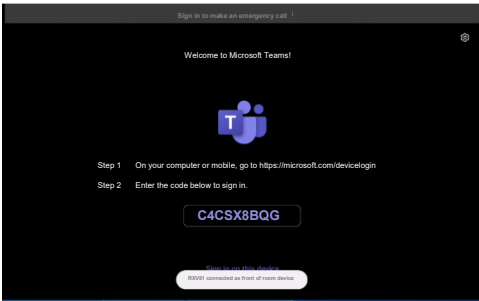 Sign in to make an emergency call
Welcome to Microsoft Teams!
T
Step 1 On your computer or mobile, go to https://microsoft.com/devicelogin
Step 2 Enter the code below to sign in.
C4CSX8BQG
Sign in on this device
RXV81 connected as front of room device